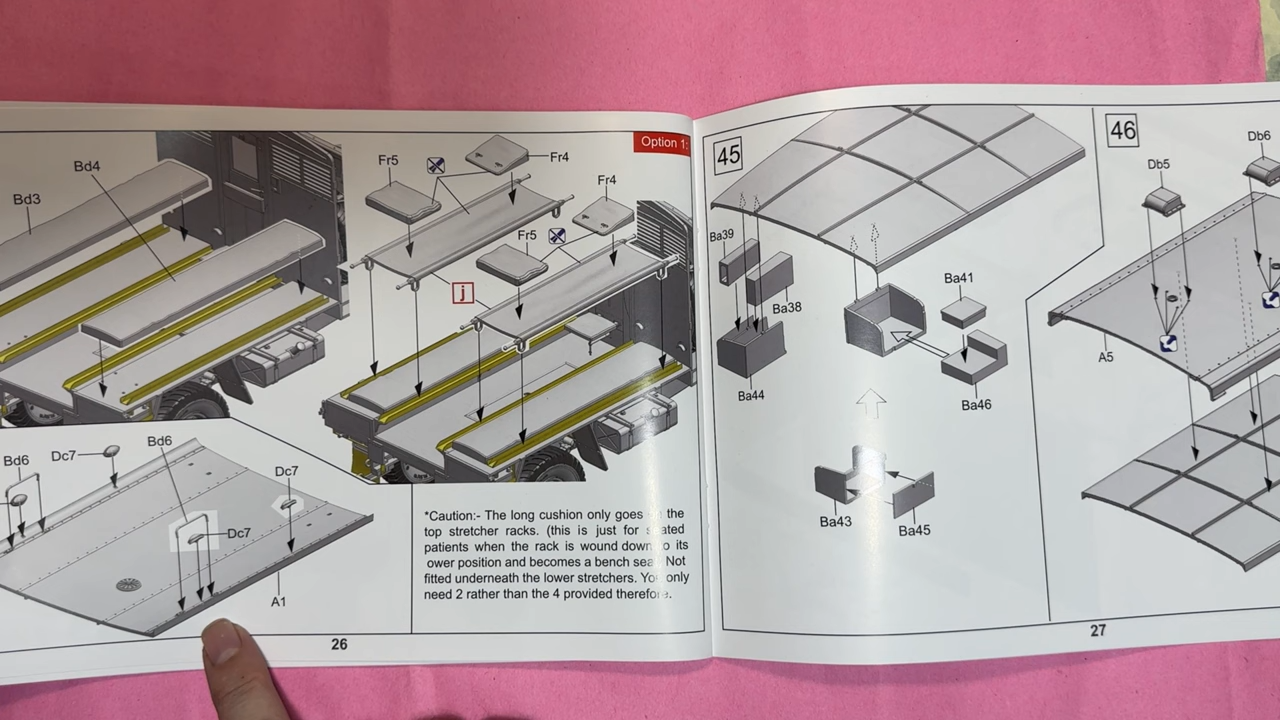 Option 1:
Bd4
Bd3
Fr5
Fr4
Fr4
Fr5
j
Bd6
Dc7
Bd6
Dc7
Dc7
A1
*Caution:- The long cushion only goes the
top stretcher racks. (this is just for
patients when the rack is wound down its
ower position and becomes a bench Not
fitted underneath the lower stretchers. only
need 2 rather than the 4 provided
26
45
Ba39
Ba38
Ba44
Ba41
Ba46
Ba43
Ba45
46
Db6
Db5
A5
27